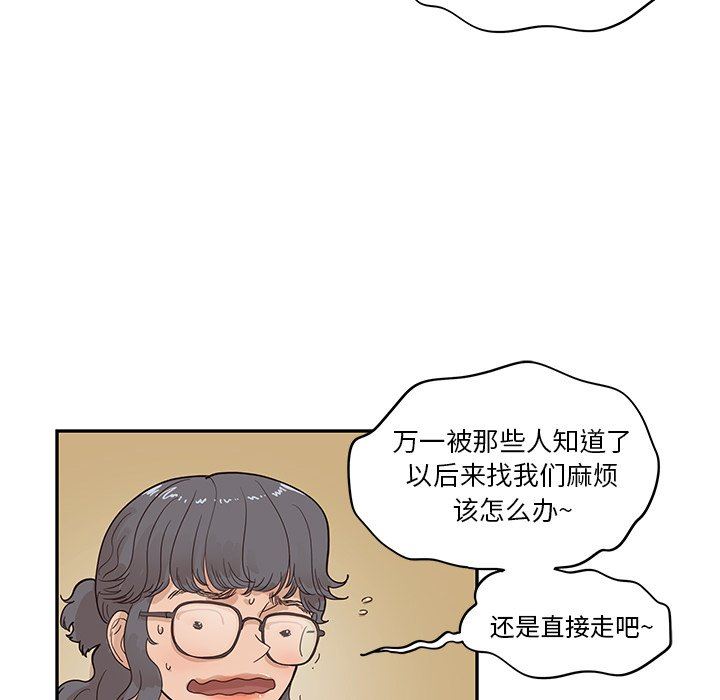 万一被那些人知道了
以后来找我们麻烦
该怎么办~
还是直接走吧~